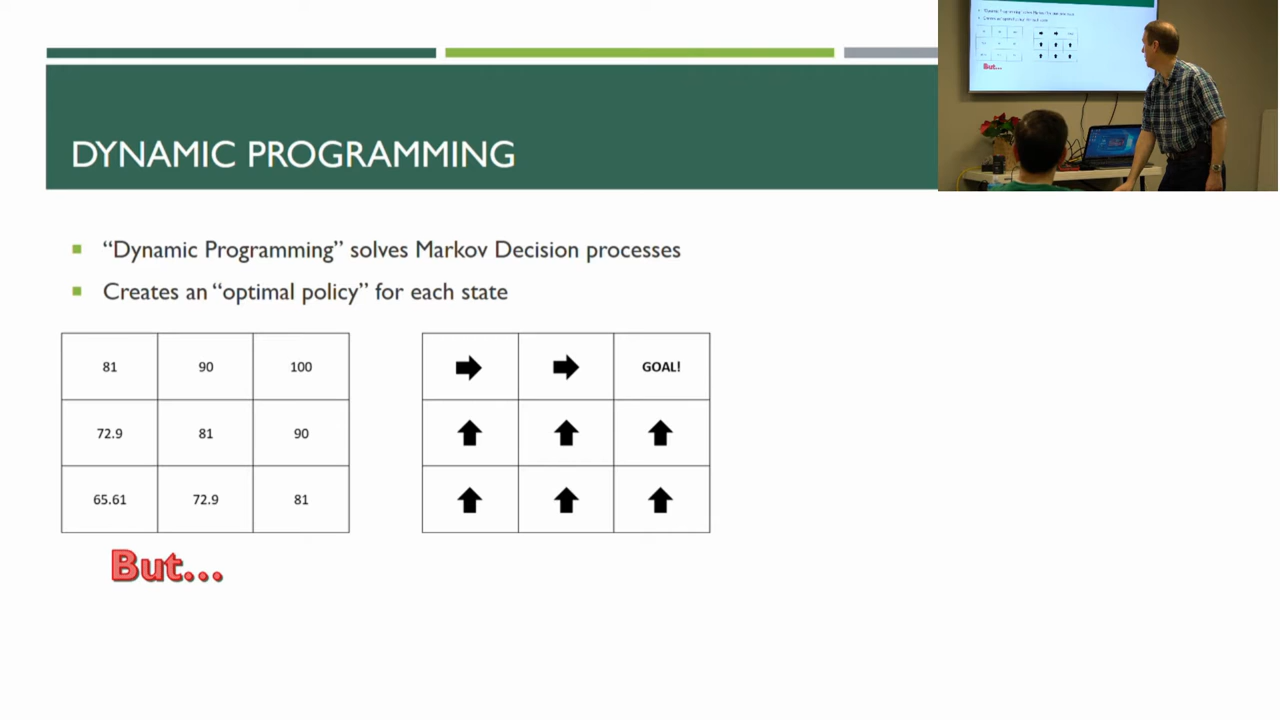 DYNAMIC PROGRAMMING
“Dynamic Programming” solves Markov Decision processes
Creates an “optimal policy” for each state
81 90 100
72.9 81 90
65.61 72.9 81
GOAL!
But...
But...